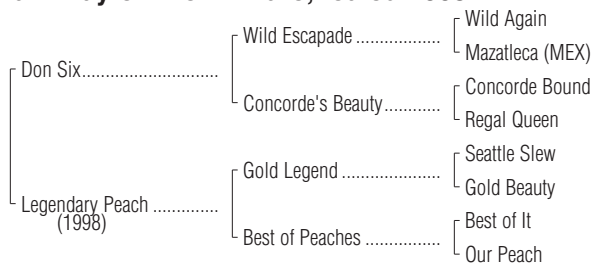 Wild Again
Wild Escapade ..................
Mazatleca (MEX)
Don Six.............................
Concorde Bound
Concorde's Beauty............
Regal Queen
Seattle Slew
Gold Legend .....................
Gold Beauty
Legendary Peach ..............
(1998)
Best of It
Best of Peaches ................
Our Peach